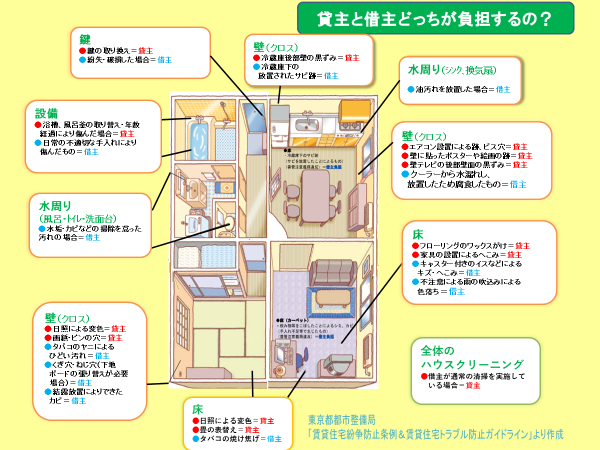 貸主と借主どっちが負担するの？
鍵
●鍵の取り換え＝貸主
●紛失・破損した場合＝借主
壁（クロス）
●冷蔵庫後部壁の黒ずみ＝貸主
●冷蔵庫下の
放置されたサビ跡＝借主
水周り（シンク、換気扇）
●油汚れを放置した場合＝借主
設備
●浴槽、風呂釜の取り替え・年数
経過により傷んだ場合＝貸主
●日常の不適切な手入れにより
傷んだもの＝借主
壁（クロス）
●エアコン設置による跡、ビス穴＝貸主
●壁に貼ったポスターや絵画の跡＝貸主
●壁テレビの後部壁面の黒ずみ＝貸主
●クーラーから水漏れし、
放置したため腐食したもの＝借主
水周り
（風呂・トイレ・洗面台）
●水垢・カビなどの掃除を怠った
汚れの場合＝借主
床
●フローリングのワックスがけ＝貸主
●家具の設置によるへこみ＝貸主
●キャスター付きのイスなどによる
キズ・へこみ＝借主
●不注意による雨の吹込みによる
色落ち＝借主
壁（クロス）
●日照による変色＝貸主
●画鋲・ピンの穴＝貸主
●タバコのヤニによる
ひどい汚れ＝借主
●くぎ穴・ねじ穴（下地
ボードの張り替えが必要
場合）＝借主
●結露放置によりできた
カビ＝借主
全体の
ハウスクリーニング
●借主が通常の清掃を実施して
いる場合＝貸主
床
●日照による変色＝貸主
●畳の表替え＝貸主
●タバコの焼け焦げ＝借主
東京都都市整備局
「賃貸住宅紛争防止条例＆賃貸住宅トラブル防止ガイドライン」より作成